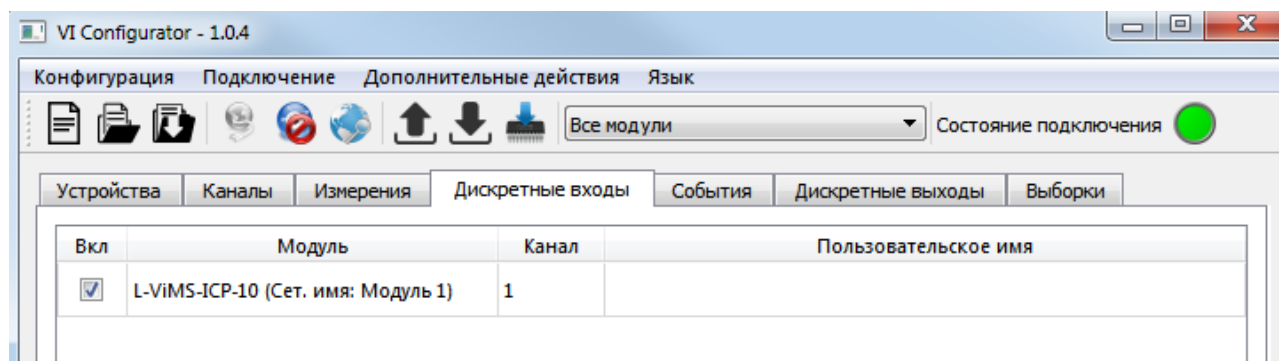 VI Configurator - 1.0.4
Конфигурация Подключение Дополнительные действия Язык
Все модули Состояние подключения
Устройства Каналы Измерения Дискретные входы События Дискретные выходы Выборки
Вкл Модуль Канал Пользовательское имя
L-ViMS-ICP-10 (Сет. имя: Модуль 1) 1